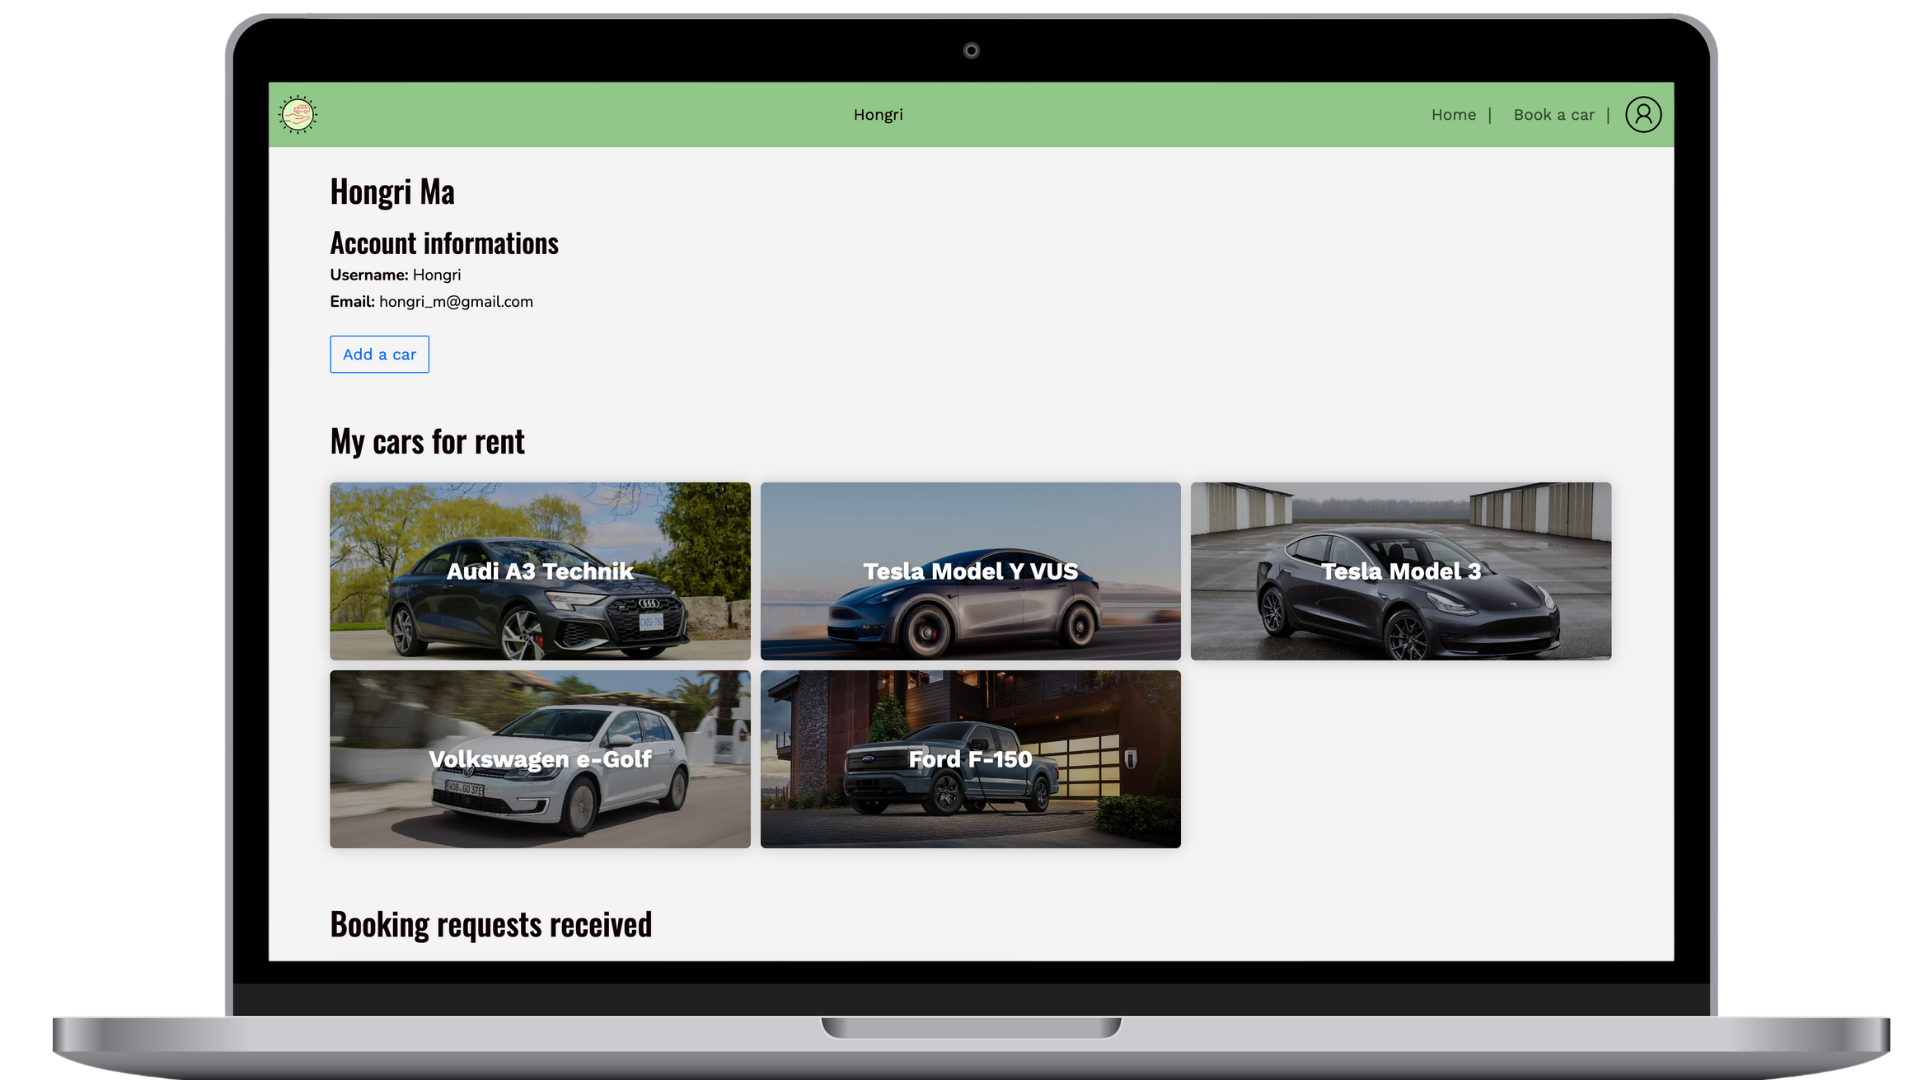 Hongri
Home |
Book a car |
Hongri Ma
Account informations
Username: Hongri
Email: hongri_m@gmail.com
Add a car
My cars for rent
Audi A3 Technik
Tesla Model Y VUS
Tesla Model 3
Volkswagen e-Golf
Ford F-150
Booking requests received